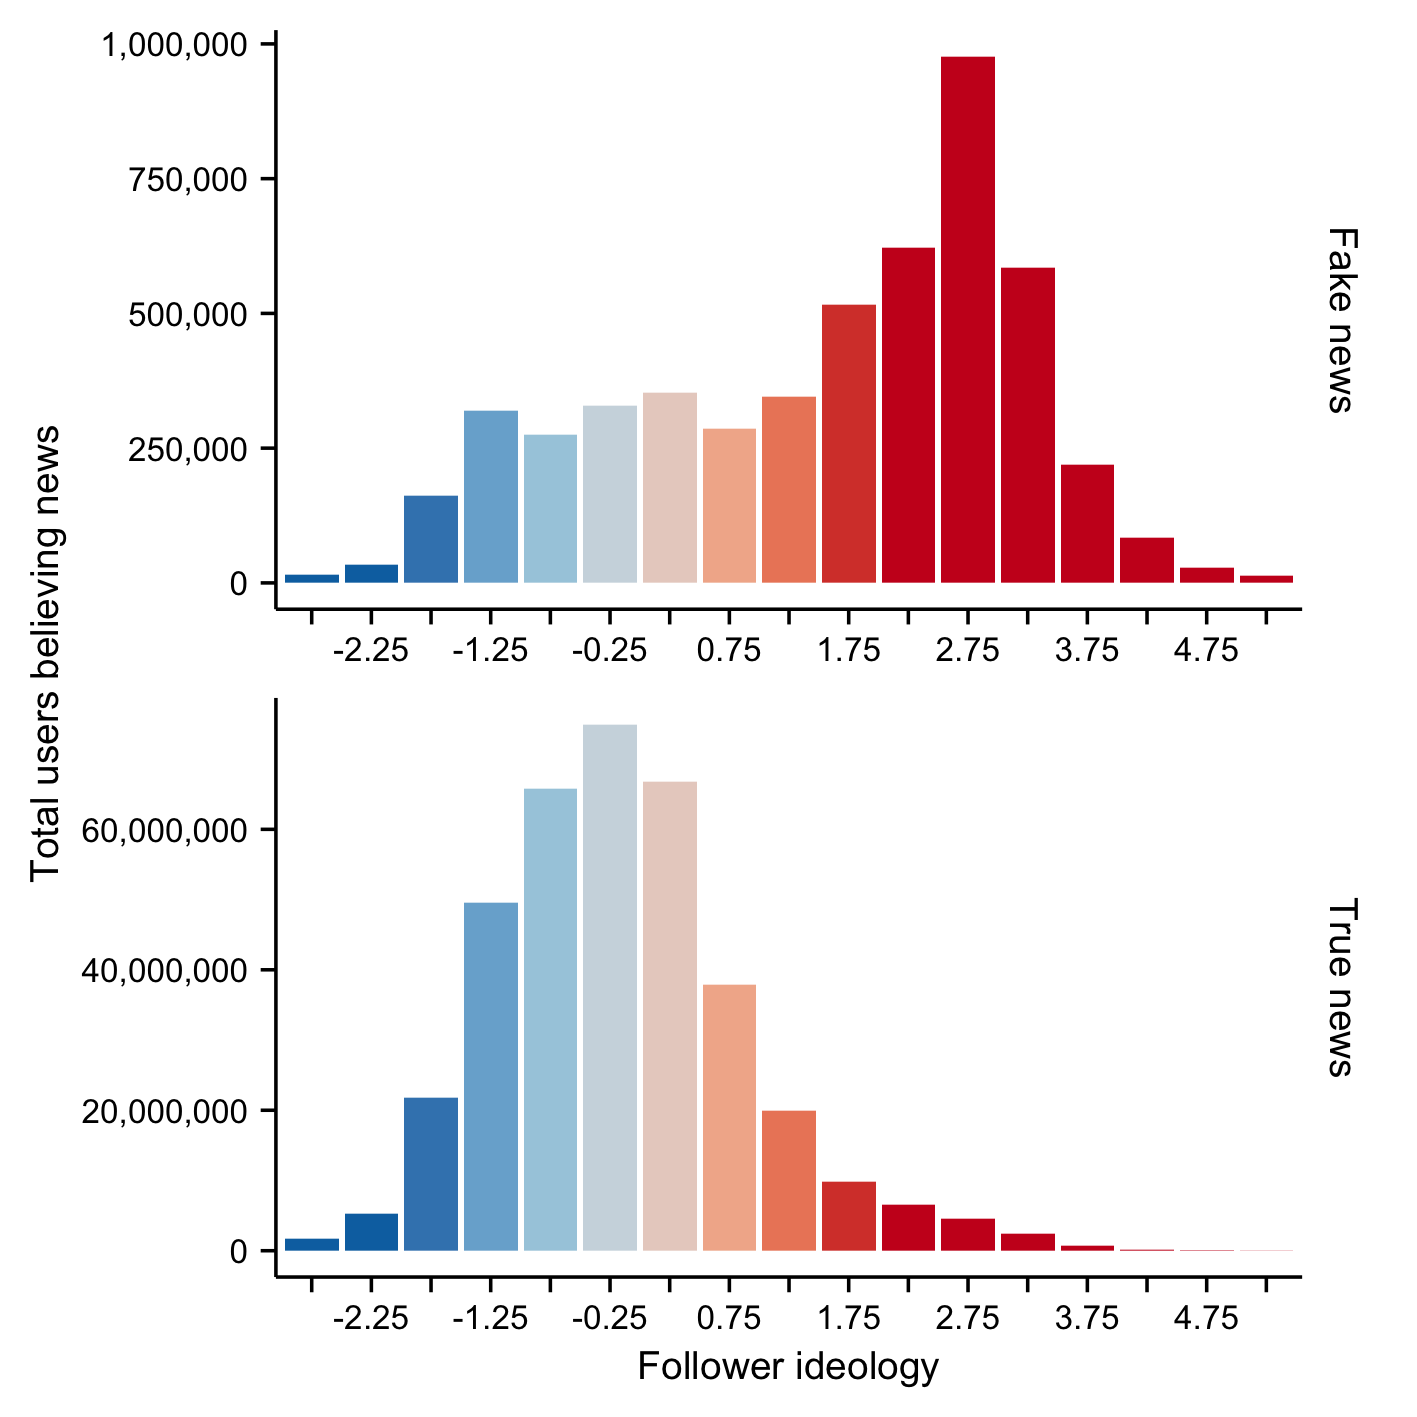 Total users believing news
1,000,000
750,000
500,000
250,000
0
-2.25 -1.25 -0.25 0.75 1.75 2.75 3.75 4.75
Fake news
60,000,000
40,000,000
20,000,000
0
-2.25 -1.25 -0.25 0.75 1.75 2.75 3.75 4.75
True news
Follower ideology